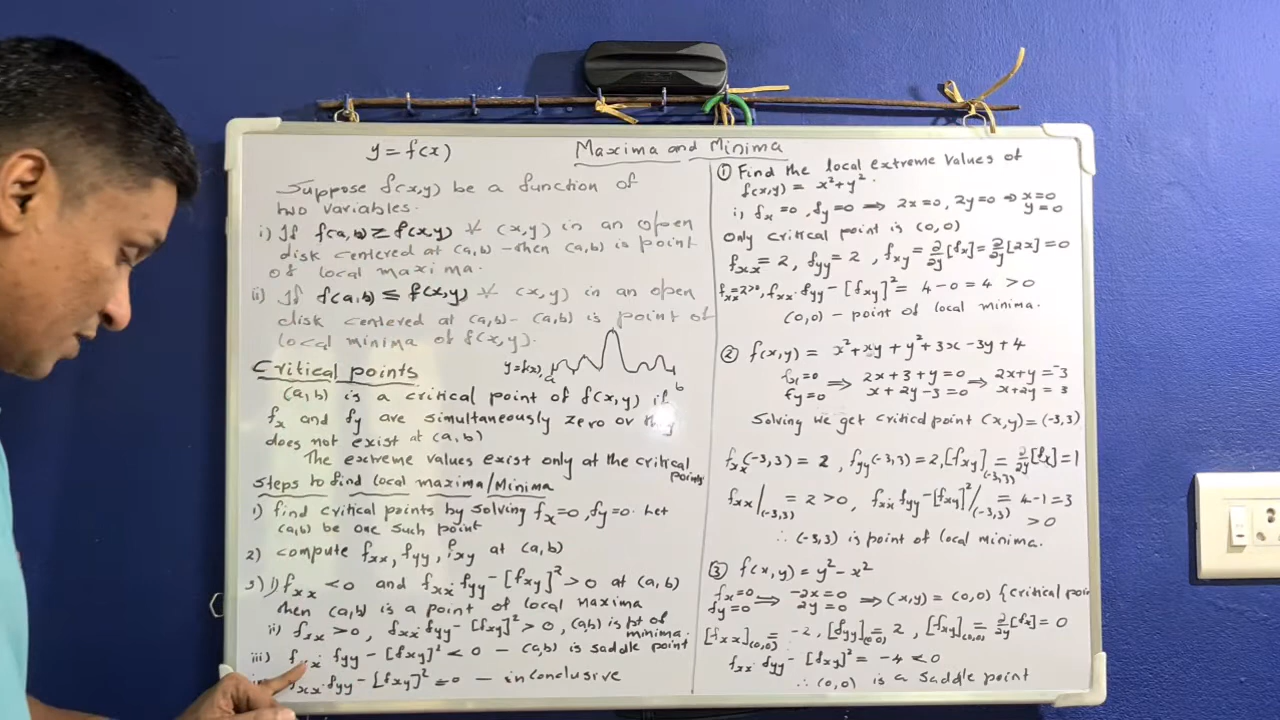 y = f(x)
Maxima and Minima
Suppose f(x,y) be a function of
two variables.
i) If f(a,b) ≥ f(x,y) ∀ (x,y) in an open
disk centered at (a,b) then (a,b) is point
of local maxima.
ii) If f(a,b) ≤ f(x,y) ∀ (x,y) in an open
disk centered at (a,b) - (a,b) is point of
local minima of f(x,y).
y=f(x) a b
Critical points
(a,b) is a critical point of f(x,y) if
fx and fy are simultaneously zero or they
does not exist at (a,b)
The extreme values exist only at the critical
points
Steps to find local maxima/Minima
1) find critical points by solving fx=0, fy=0. Let
(a,b) be one such point
2) compute fxx, fyy, fxy at (a,b)
3) i) fxx < 0 and fxx·fyy - [fxy]² > 0 at (a,b)
then (a,b) is a point of local maxima
ii) fxx > 0, fxx·fyy - [fxy]² > 0, (a,b) is pt of
minima.
iii) fxx·fyy - [fxy]² < 0 - (a,b) is saddle point
fxx·fyy - [fxy]² = 0 - inconclusive
① Find the local extreme values of
f(x,y) = x²+y².
i) fx = 0, fy = 0 ⇒ 2x=0, 2y=0 ⇒ x=0
y=0
Only critical point is (0,0)
fxx = 2, fyy = 2, fxy = ∂/∂y[fx] = ∂/∂y[2x] = 0
fxx=2>0, fxx·fyy - [fxy]² = 4-0 = 4 > 0
(0,0) - point of local minima.
② f(x,y) = x²+xy+y²+3x-3y+4
fx=0 ⇒ 2x+3+y=0 ⇒ 2x+y=-3
fy=0 x+2y-3=0 x+2y=3
Solving we get critical point (x,y) = (-3,3)
fxx(-3,3) = 2, fyy(-3,3) = 2, [fxy](-3,3) = ∂/∂y[fx] = 1
fxx|(-3,3) = 2 > 0, fxx·fyy - [fxy]²|(-3,3) = 4-1 = 3
> 0
∴ (-3,3) is point of local minima.
③ f(x,y) = y² - x²
fx=0 ⇒ -2x=0 ⇒ (x,y) = (0,0) {critical point
fy=0 2y=0
[fxx](0,0) = -2, [fyy](0,0) = 2, [fxy](0,0) = ∂/∂y[fx] = 0
fxx·fyy - [fxy]² = -4 < 0
∴ (0,0) is a saddle point